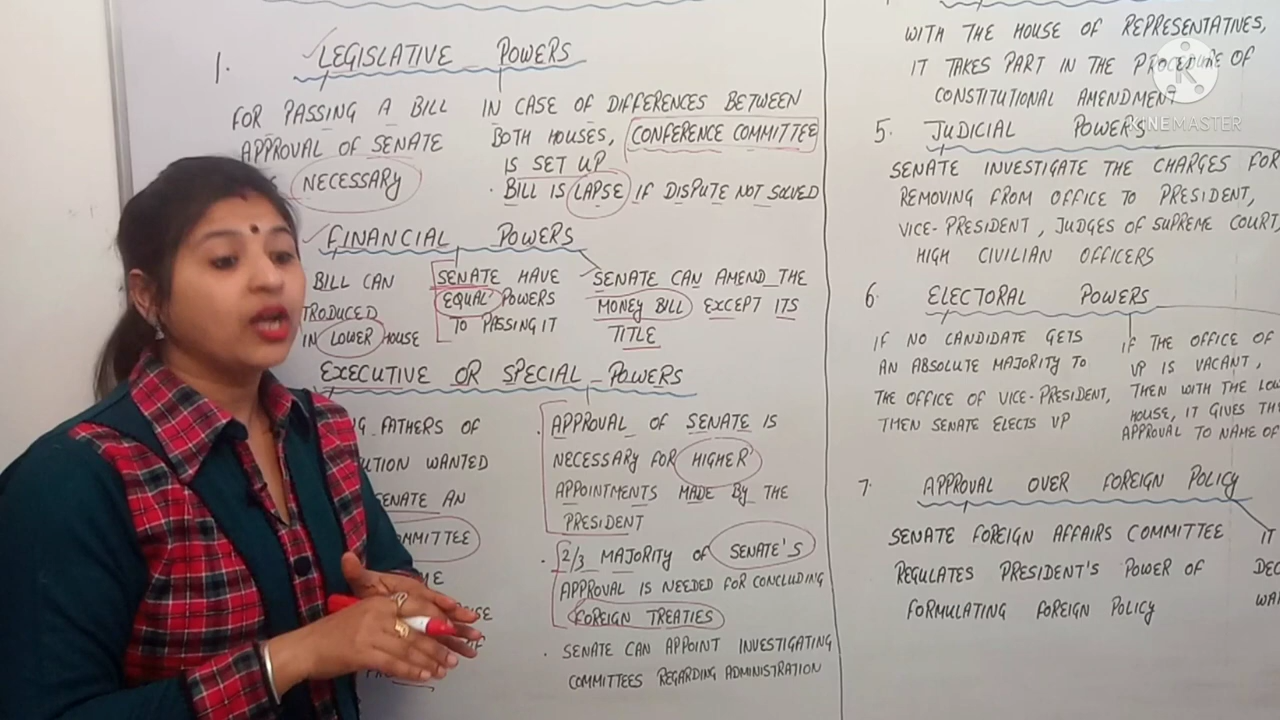 1. LEGISLATIVE POWERS
FOR PASSING A BILL
APPROVAL OF SENATE
NECESSARY
IN CASE OF DIFFERENCES BETWEEN
BOTH HOUSES, CONFERENCE COMMITTEE
IS SET UP
· BILL IS LAPSE IF DISPUTE NOT SOLVED
FINANCIAL POWERS
BILL CAN
TRODUCED
IN LOWER HOUSE
SENATE HAVE
EQUAL POWERS
TO PASSING IT
SENATE CAN AMEND THE
MONEY BILL EXCEPT ITS
TITLE
EXECUTIVE OR SPECIAL POWERS
FATHERS OF
UTION WANTED
SENATE AN
MMITTEE
· APPROVAL OF SENATE IS
NECESSARY FOR HIGHER
APPOINTMENTS MADE BY THE
PRESIDENT
· 2/3 MAJORITY OF SENATE'S
APPROVAL IS NEEDED FOR CONCLUDING
FOREIGN TREATIES
· SENATE CAN APPOINT INVESTIGATING
COMMITTEES REGARDING ADMINISTRATION
WITH THE HOUSE OF REPRESENTATIVES,
IT TAKES PART IN THE PROCEDURE OF
CONSTITUTIONAL AMENDMENT
KINEMASTER
5. JUDICIAL POWERS
SENATE INVESTIGATE THE CHARGES FOR
REMOVING FROM OFFICE TO PRESIDENT,
VICE-PRESIDENT, JUDGES OF SUPREME COURT,
HIGH CIVILIAN OFFICERS
6. ELECTORAL POWERS
IF NO CANDIDATE GETS
AN ABSOLUTE MAJORITY TO
THE OFFICE OF VICE-PRESIDENT,
THEN SENATE ELECTS VP
IF THE OFFICE OF
VP IS VACANT,
THEN WITH THE LOW
HOUSE, IT GIVES TH
APPROVAL TO NAME OF
7. APPROVAL OVER FOREIGN POLICY
SENATE FOREIGN AFFAIRS COMMITTEE
REGULATES PRESIDENT'S POWER OF
FORMULATING FOREIGN POLICY
IT
DEC
WA